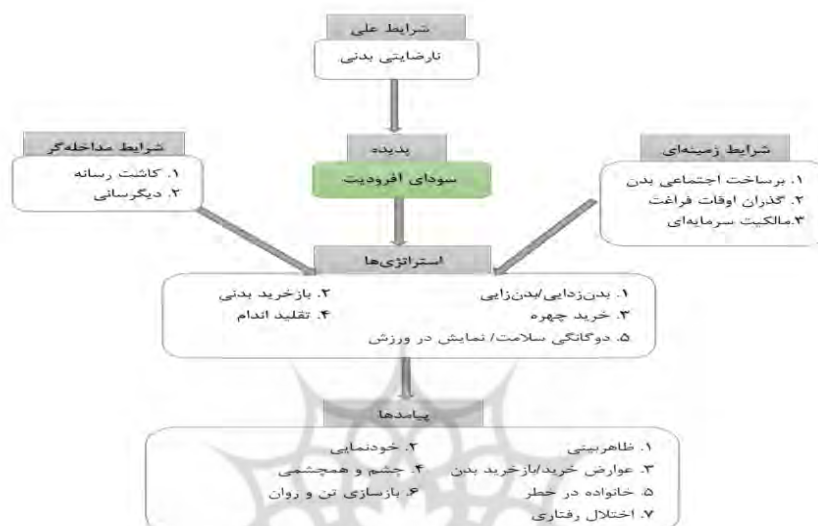 شرایط علی
نارضایتی بدنی
شرایط زمینه‌ای
۱. برساخت اجتماعی بدن
۲. گذران اوقات فراغت
۳.مالکیت سرمایه‌ای
پدیده
سودای افرودیت
شرایط مداخله‌گر
۱. کاشت رسانه
۲. دیگرسانی
استراتژی‌ها
۱. بدن‌زدایی/بدن‌زایی ۲. بازخرید بدنی
۳. خرید چهره ۴. تقلید اندام
۵. دوگانگی سلامت/ نمایش در ورزش
پیامدها
۱. ظاهربینی ۲. خودنمایی
۳. عوارض خرید/بازخرید بدن ۴. چشم و همچشمی
۵. خانواده در خطر ۶. بازسازی تن و روان
۷. اختلال رفتاری